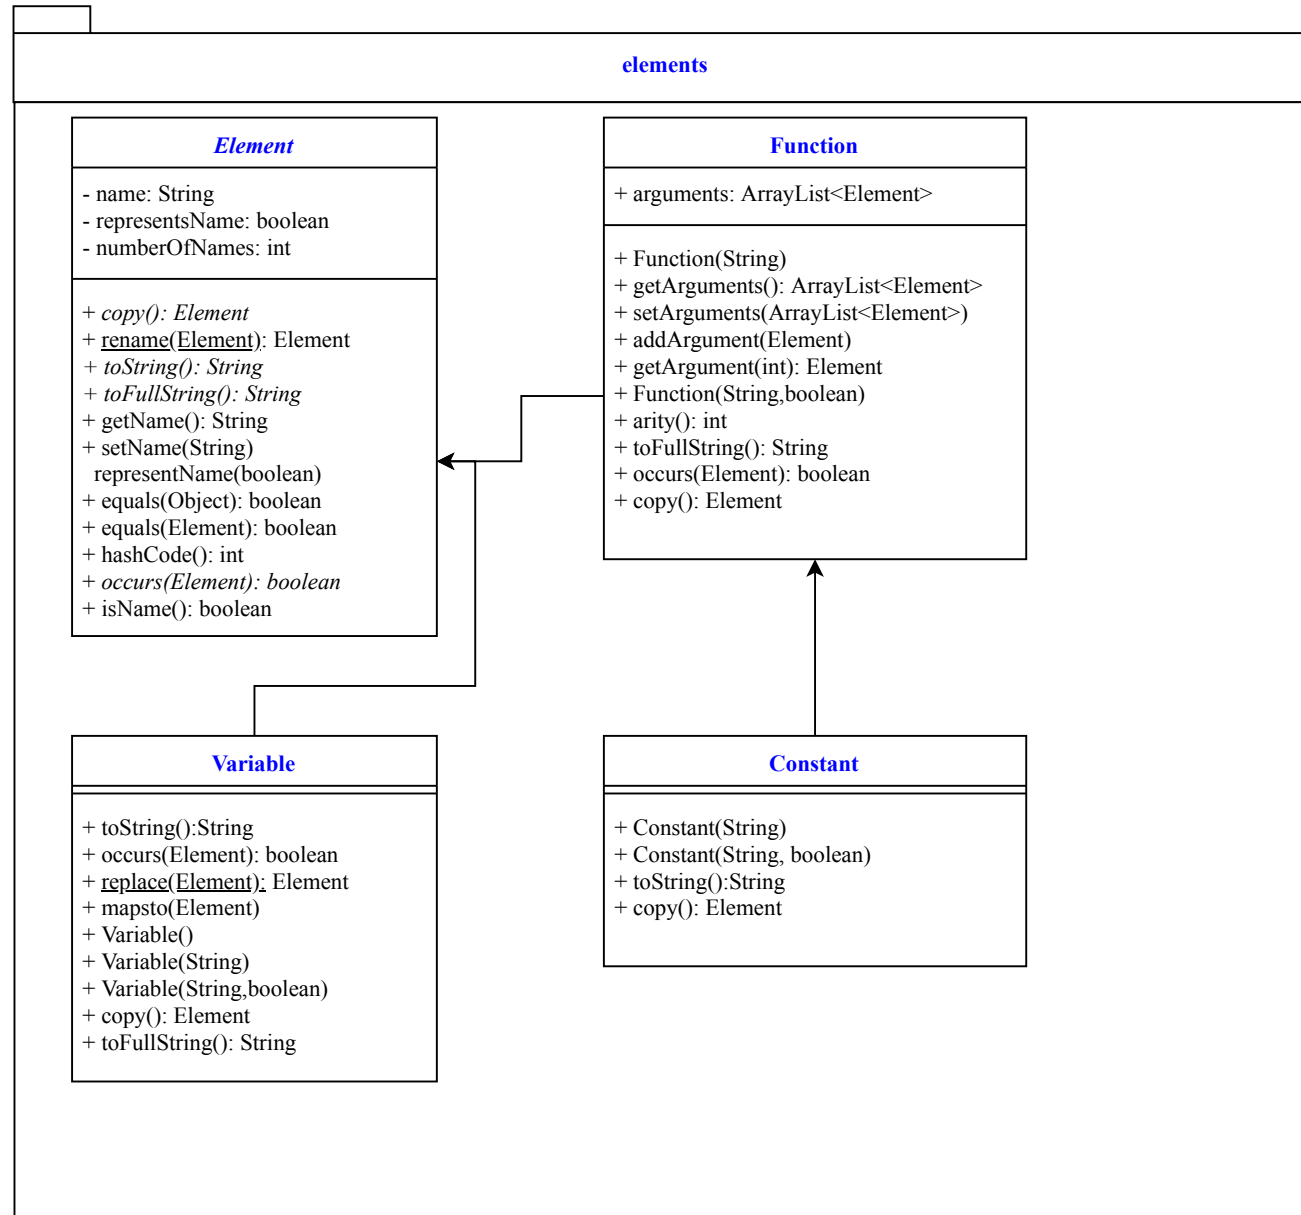 elements
Element
- name: String
- representsName: boolean
- numberOfNames: int
+ copy(): Element
+ rename(Element): Element
+ toString(): String
+ toFullString(): String
+ getName(): String
+ setName(String)
representName(boolean)
+ equals(Object): boolean
+ equals(Element): boolean
+ hashCode(): int
+ occurs(Element): boolean
+ isName(): boolean
Function
+ arguments: ArrayList<Element>
+ Function(String)
+ getArguments(): ArrayList<Element>
+ setArguments(ArrayList<Element>)
+ addArgument(Element)
+ getArgument(int): Element
+ Function(String,boolean)
+ arity(): int
+ toFullString(): String
+ occurs(Element): boolean
+ copy(): Element
Variable
+ toString():String
+ occurs(Element): boolean
+ replace(Element): Element
+ mapsto(Element)
+ Variable()
+ Variable(String)
+ Variable(String,boolean)
+ copy(): Element
+ toFullString(): String
Constant
+ Constant(String)
+ Constant(String, boolean)
+ toString():String
+ copy(): Element